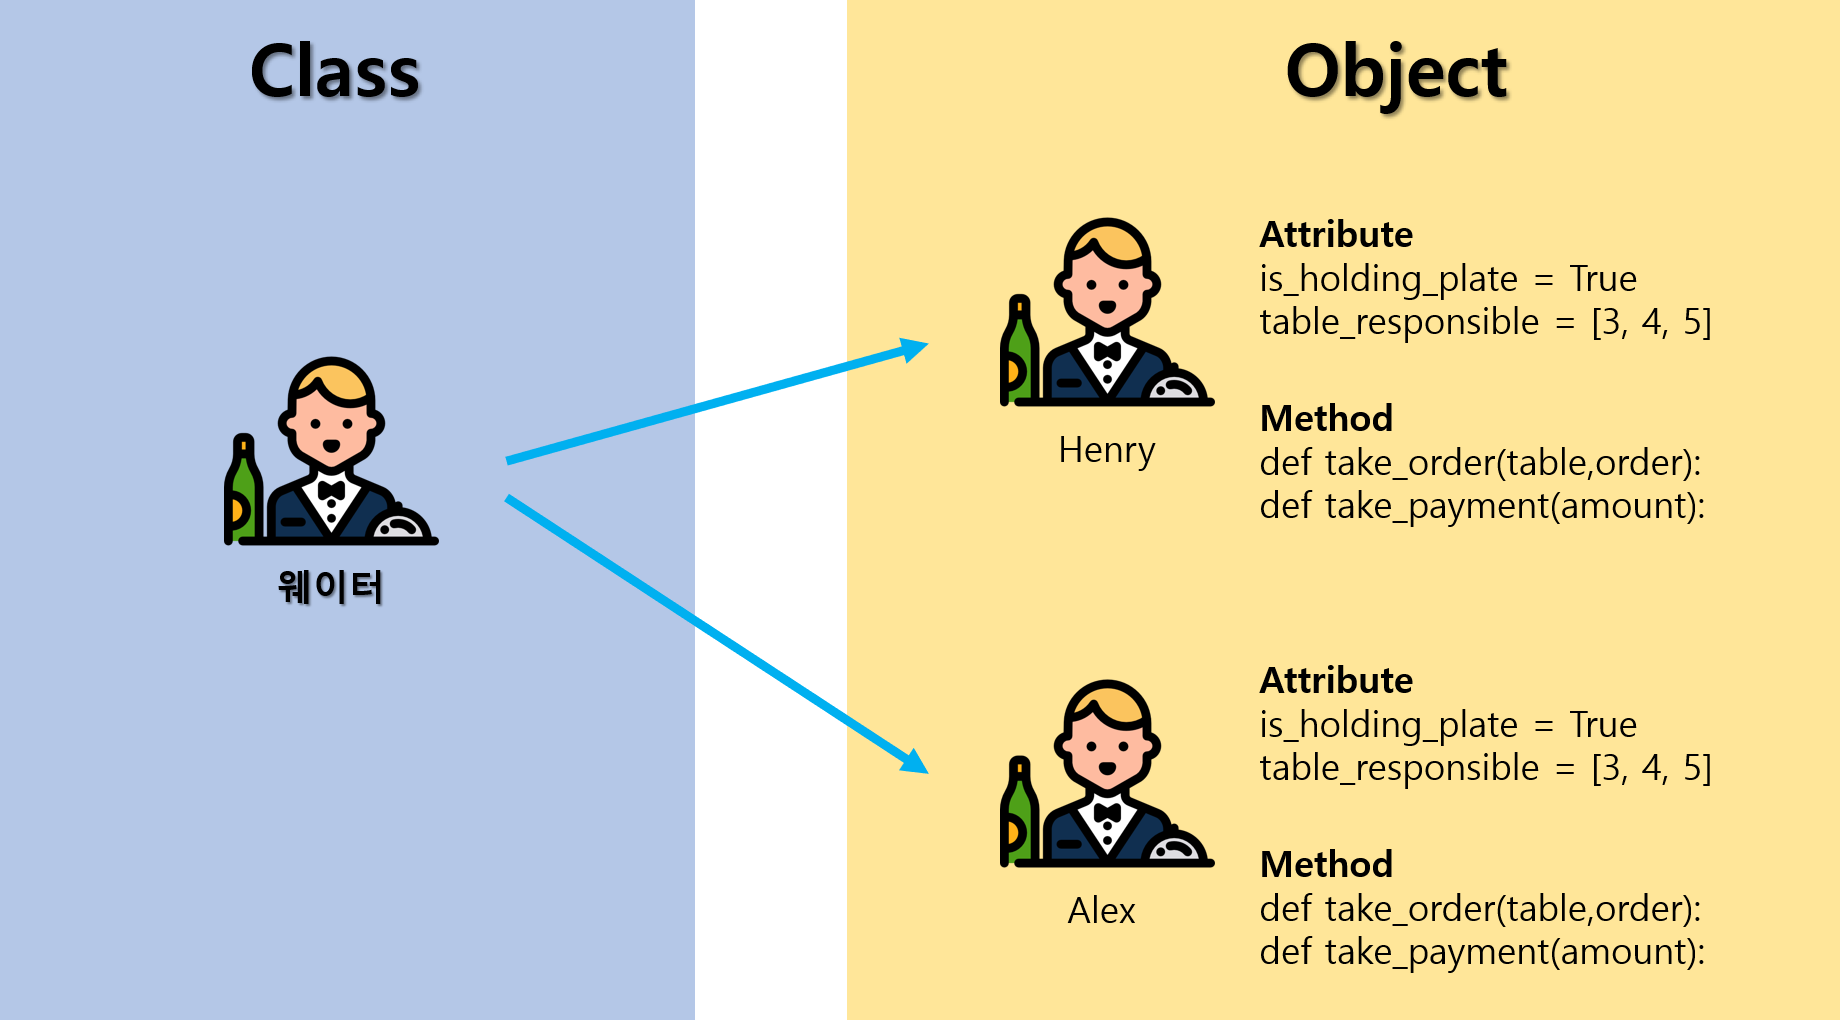 Class
Object
웨이터
Attribute
is_holding_plate = True
table_responsible = [3, 4, 5]
Method
def take_order(table,order):
def take_payment(amount):
Henry
Attribute
is_holding_plate = True
table_responsible = [3, 4, 5]
Method
def take_order(table,order):
def take_payment(amount):
Alex